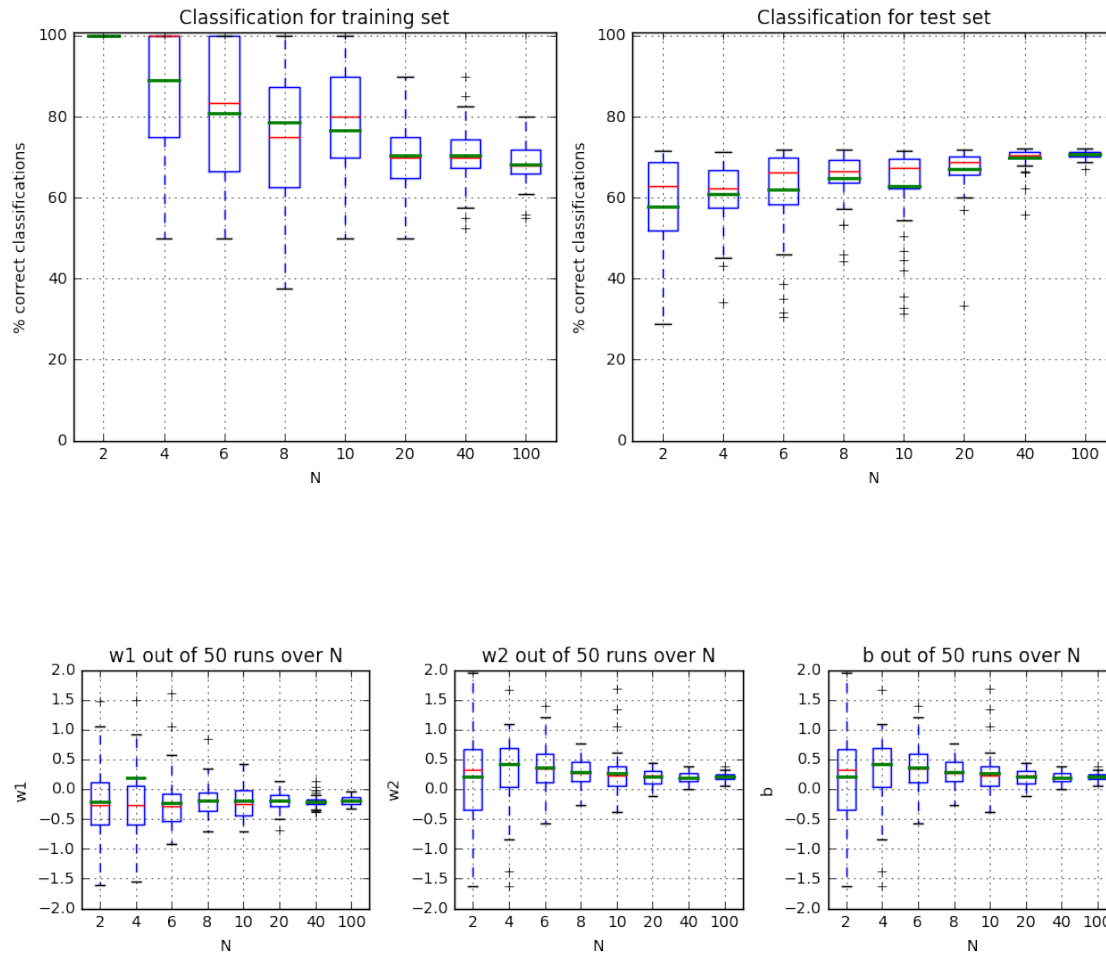 Classification for training set
100
80
60
40
20
0
% correct classifications
2 4 6 8 10 20 40 100
N
Classification for test set
100
80
60
40
20
0
% correct classifications
2 4 6 8 10 20 40 100
N
w1 out of 50 runs over N
2.0
1.5
1.0
0.5
0.0
−0.5
−1.0
−1.5
−2.0
w1
2 4 6 8 10 20 40 100
N
w2 out of 50 runs over N
2.0
1.5
1.0
0.5
0.0
−0.5
−1.0
−1.5
−2.0
w2
2 4 6 8 10 20 40 100
N
b out of 50 runs over N
2.0
1.5
1.0
0.5
0.0
−0.5
−1.0
−1.5
−2.0
b
2 4 6 8 10 20 40 100
N